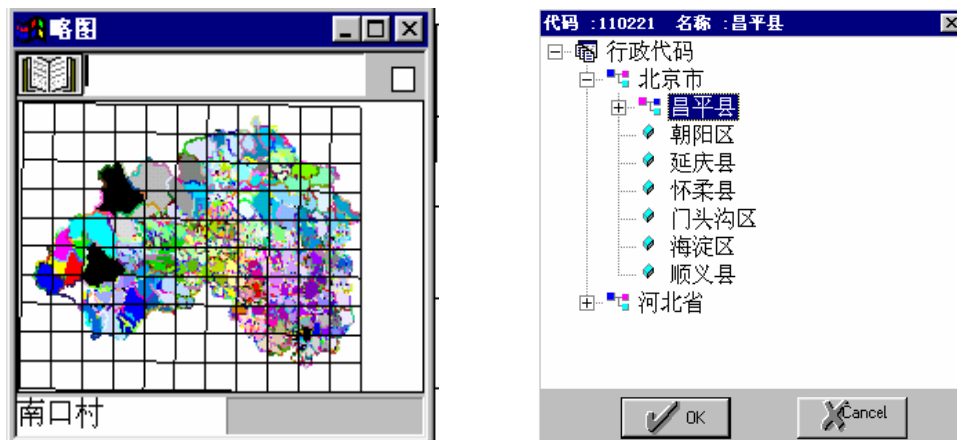 略图
南口村
代码 :110221 名称 :昌平县
行政代码
北京市
昌平县
朝阳区
延庆县
怀柔县
门头沟区
海淀区
顺义县
河北省
OK
Cancel